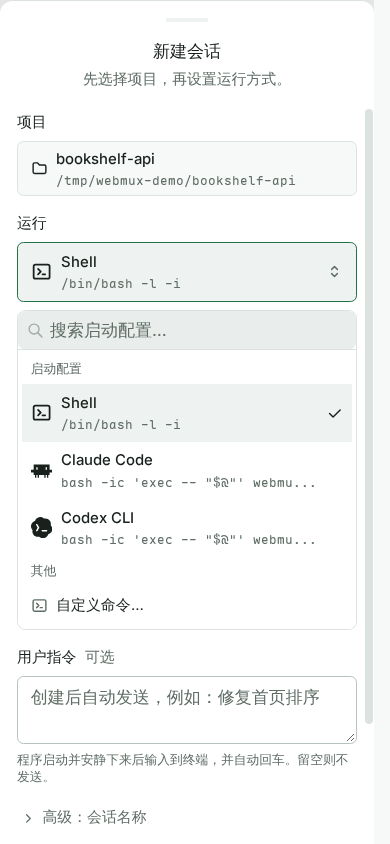 新建会话
先选择项目，再设置运行方式。
项目
bookshelf-api
/tmp/webmux-demo/bookshelf-api
运行
Shell
/bin/bash -l -i
搜索启动配置...
启动配置
Shell
/bin/bash -l -i
Claude Code
bash -ic 'exec -- "$@"' webmu...
Codex CLI
bash -ic 'exec -- "$@"' webmu...
其他
自定义命令...
用户指令 可选
创建后自动发送，例如：修复首页排序
程序启动并安静下来后输入到终端，并自动回车。留空则不
发送。
高级：会话名称